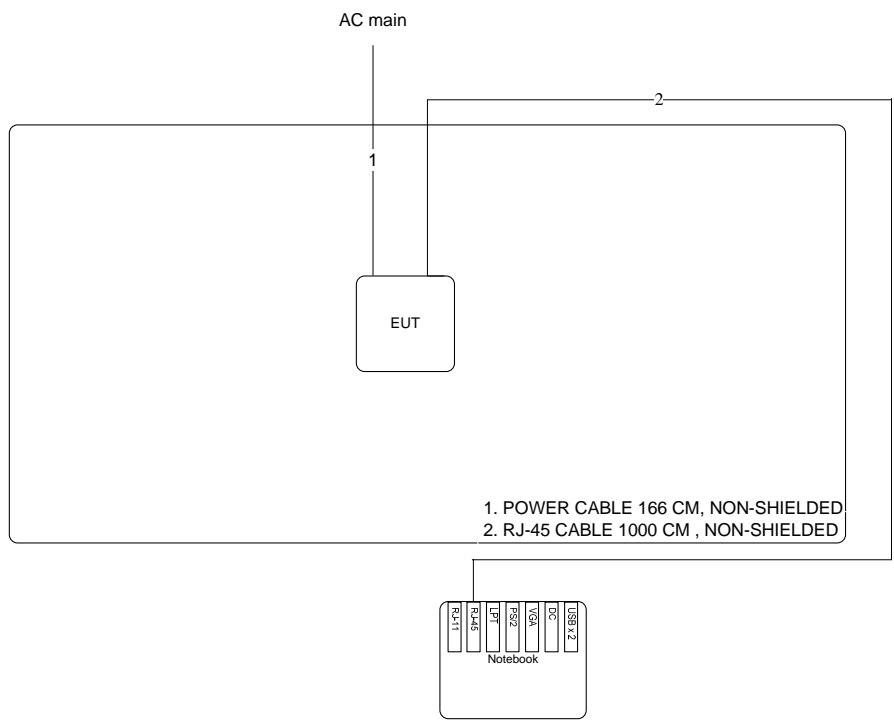 AC main
2
1
EUT
1. POWER CABLE 166 CM, NON-SHIELDED
2. RJ-45 CABLE 1000 CM , NON-SHIELDED
RJ-11
RJ-45
LPT
PS/2
VGA
DC
USB x 2
Notebook